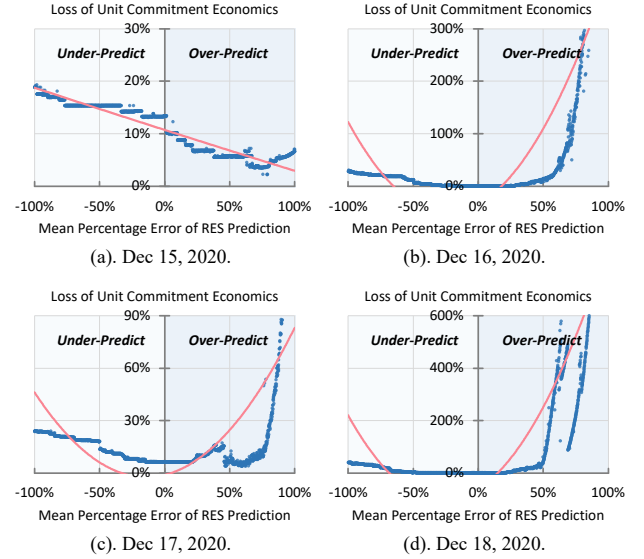 Loss of Unit Commitment Economics
30%
Under-Predict
Over-Predict
20%
10%
0%
-100%
-50%
0%
50%
100%
Mean Percentage Error of RES Prediction
(a). Dec 15, 2020.
Loss of Unit Commitment Economics
300%
Under-Predict
Over-Predict
200%
100%
0%
-100%
-50%
0%
50%
100%
Mean Percentage Error of RES Prediction
(b). Dec 16, 2020.
Loss of Unit Commitment Economics
90%
Under-Predict
Over-Predict
60%
30%
0%
-100%
-50%
0%
50%
100%
Mean Percentage Error of RES Prediction
(c). Dec 17, 2020.
Loss of Unit Commitment Economics
600%
Under-Predict
Over-Predict
400%
200%
0%
-100%
-50%
0%
50%
100%
Mean Percentage Error of RES Prediction
(d). Dec 18, 2020.